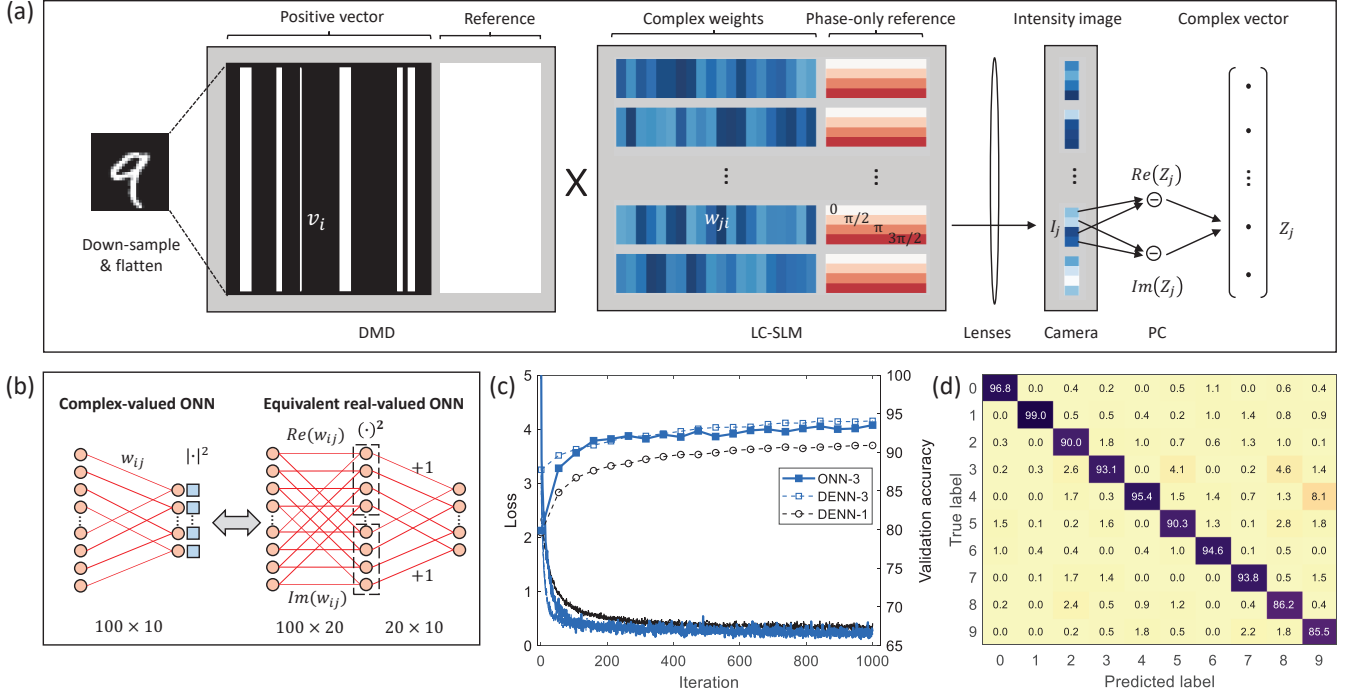 (a)
Positive vector
Reference
Complex weights
Phase-only reference
Intensity image
Complex vector
v_i
w_{ji}
0
π/2
π
3π/2
X
I_j
Re(Z_j)
−
−
Im(Z_j)
Z_j
Down-sample
& flatten
DMD
LC-SLM
Lenses
Camera
PC
(b)
Complex-valued ONN
Equivalent real-valued ONN
w_{ij}
|·|²
Re(w_{ij})
(·)²
+1
+1
Im(w_{ij})
100 × 10
100 × 20
20 × 10
(c)
Loss
5
4
3
2
1
0
100
95
90
85
80
75
70
65
Validation accuracy
ONN-3
DENN-3
DENN-1
0 200 400 600 800 1000
Iteration
(d)
True label
0 96.8 0.0 0.4 0.2 0.0 0.5 1.1 0.0 0.6 0.4
1 0.0 99.0 0.5 0.5 0.4 0.2 1.0 1.4 0.8 0.9
2 0.3 0.0 90.0 1.8 1.0 0.7 0.6 1.3 1.0 0.1
3 0.2 0.3 2.6 93.1 0.0 4.1 0.0 0.2 4.6 1.4
4 0.0 0.0 1.7 0.3 95.4 1.5 1.4 0.7 1.3 8.1
5 1.5 0.1 0.2 1.6 0.0 90.3 1.3 0.1 2.8 1.8
6 1.0 0.4 0.4 0.0 0.4 1.0 94.6 0.1 0.5 0.0
7 0.0 0.1 1.7 1.4 0.0 0.0 0.0 93.8 0.5 1.5
8 0.2 0.0 2.4 0.5 0.9 1.2 0.0 0.4 86.2 0.4
9 0.0 0.0 0.2 0.5 1.8 0.5 0.0 2.2 1.8 85.5
0 1 2 3 4 5 6 7 8 9
Predicted label